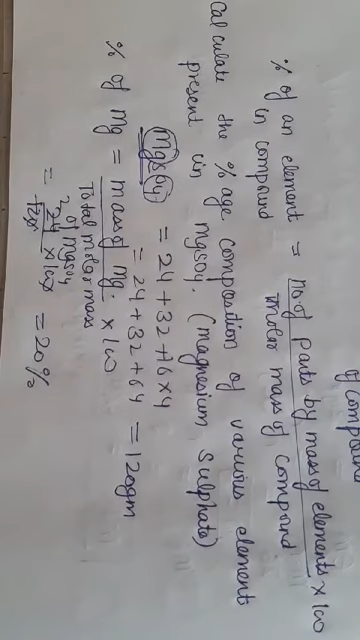 of compound
% of an element = no of parts by mass of elements x 100
in compound molar mass of compound
Calculate the % age composition of various elements
present in MgSO4. (magnesium sulphate)
MgSO4 = 24 + 32 + 16 x 4
= 24 + 32 + 64 = 120gm
% of Mg = mass of Mg. x 100
Total molar mass
of MgSO4
= 24 x 100 = 20%
120